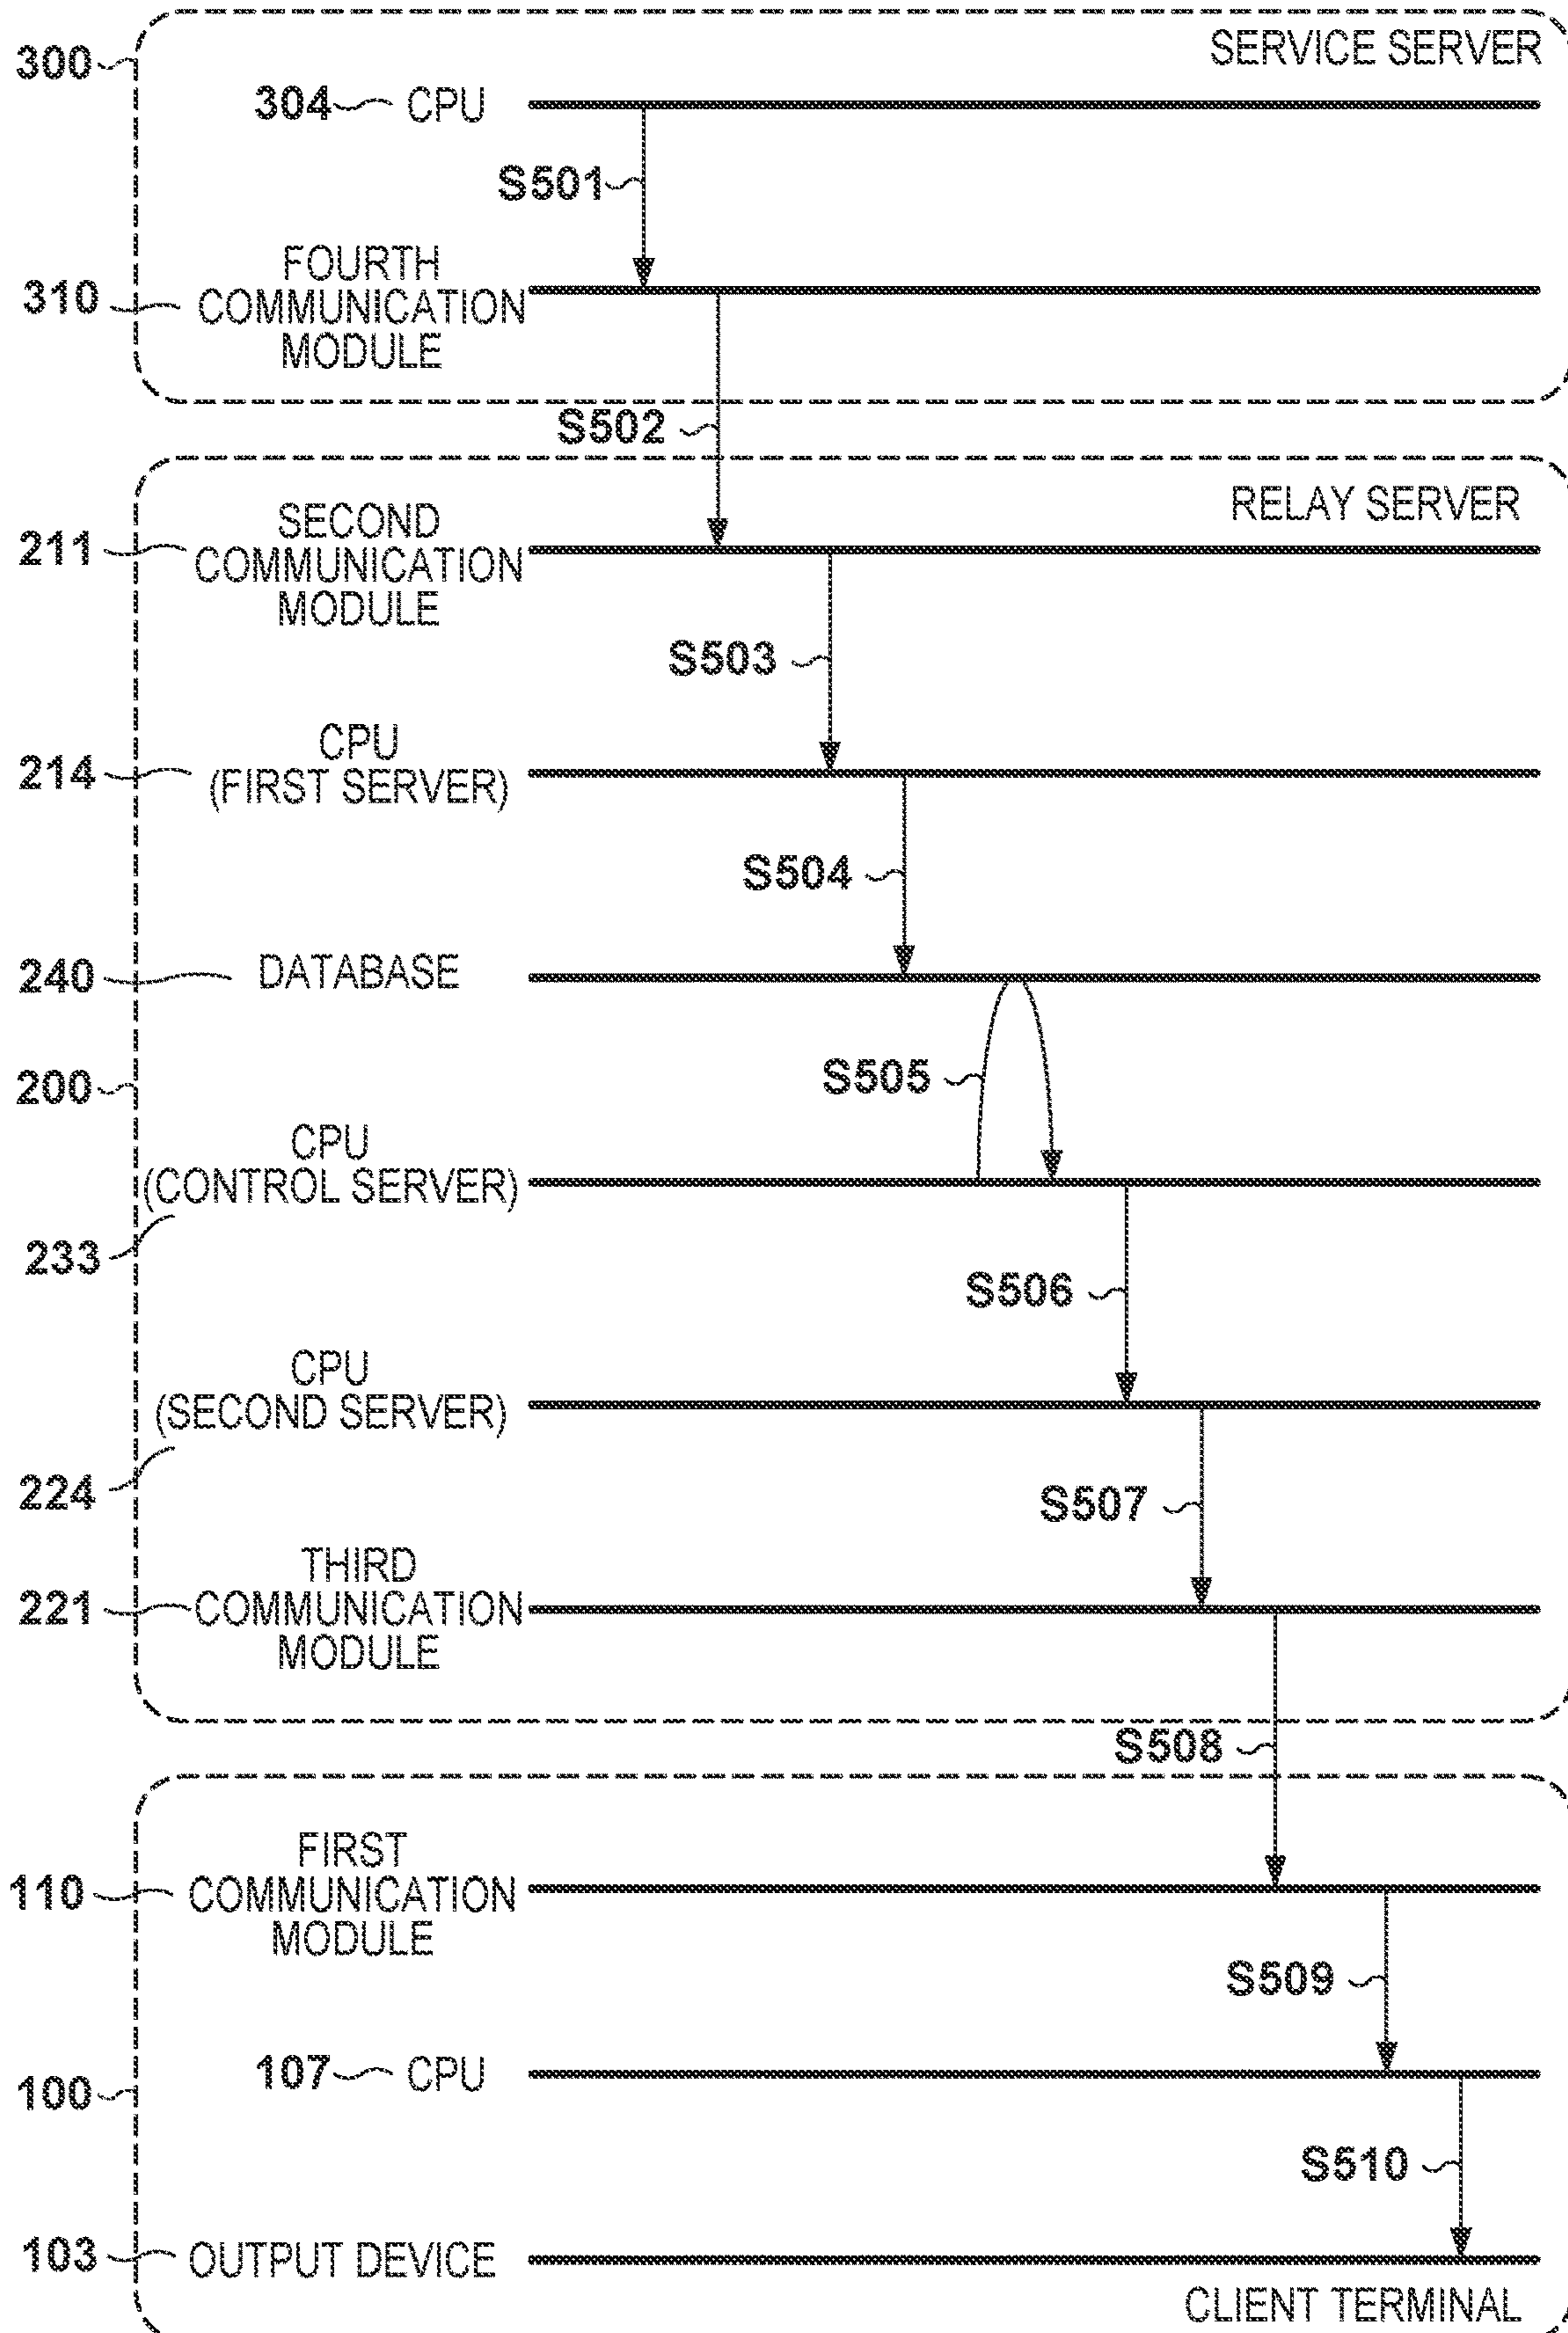 SERVICE SERVER
300
304 CPU
S501
FOURTH
310 COMMUNICATION
MODULE
S502
RELAY SERVER
SECOND
211 COMMUNICATION
MODULE
S503
CPU
214 (FIRST SERVER)
S504
240 DATABASE
S505
200
CPU
(CONTROL SERVER)
233
S506
CPU
(SECOND SERVER)
224
S507
THIRD
221 COMMUNICATION
MODULE
S508
FIRST
110 COMMUNICATION
MODULE
S509
107 CPU
100
S510
103 OUTPUT DEVICE
CLIENT TERMINAL